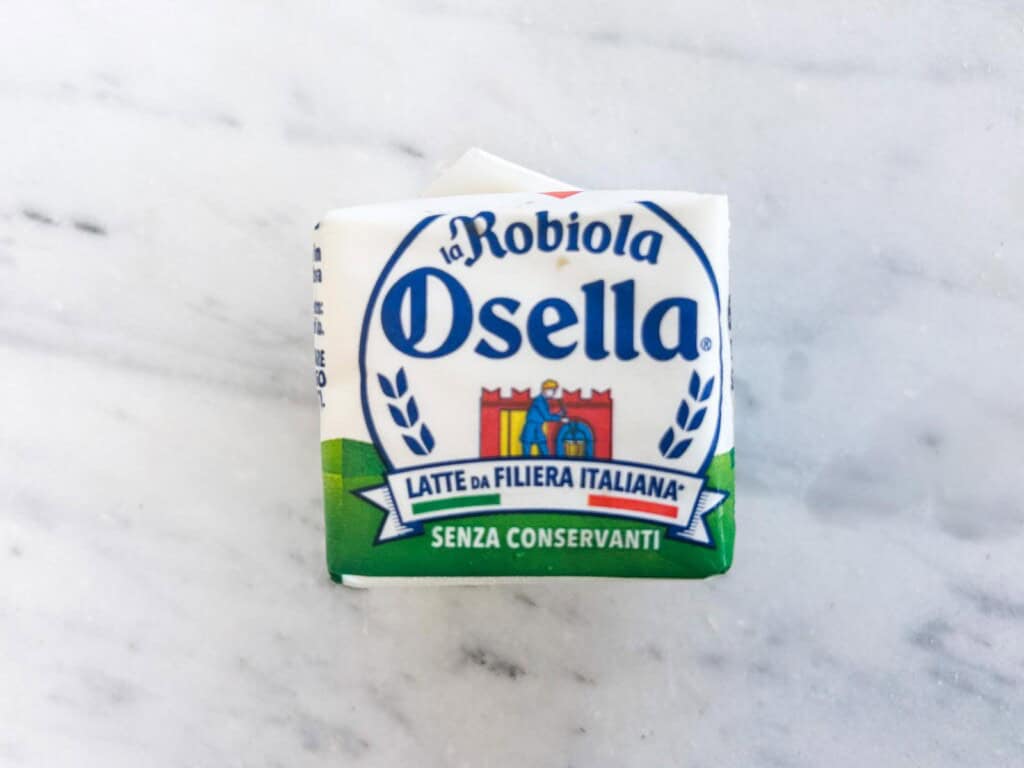 la Robiola
Osella®
LATTE DA FILIERA ITALIANA*
SENZA CONSERVANTI